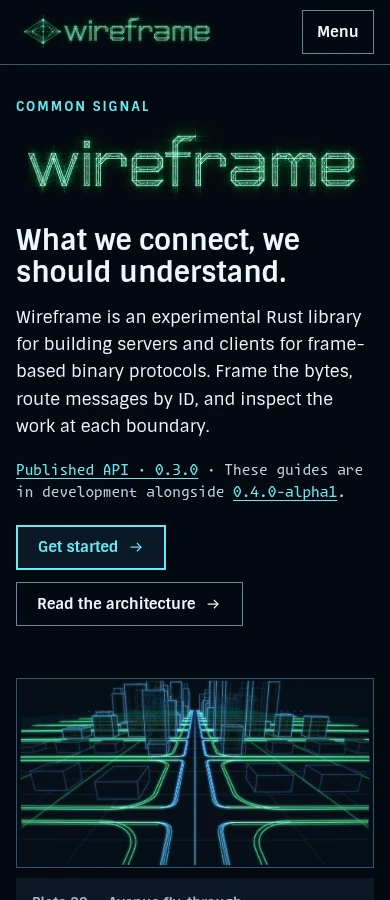 wireframe
Menu
COMMON SIGNAL
wireframe
What we connect, we
should understand.
Wireframe is an experimental Rust library
for building servers and clients for frame-
based binary protocols. Frame the bytes,
route messages by ID, and inspect the
work at each boundary.
Published API · 0.3.0 · These guides are
in development alongside 0.4.0-alpha1.
Get started →
Read the architecture →